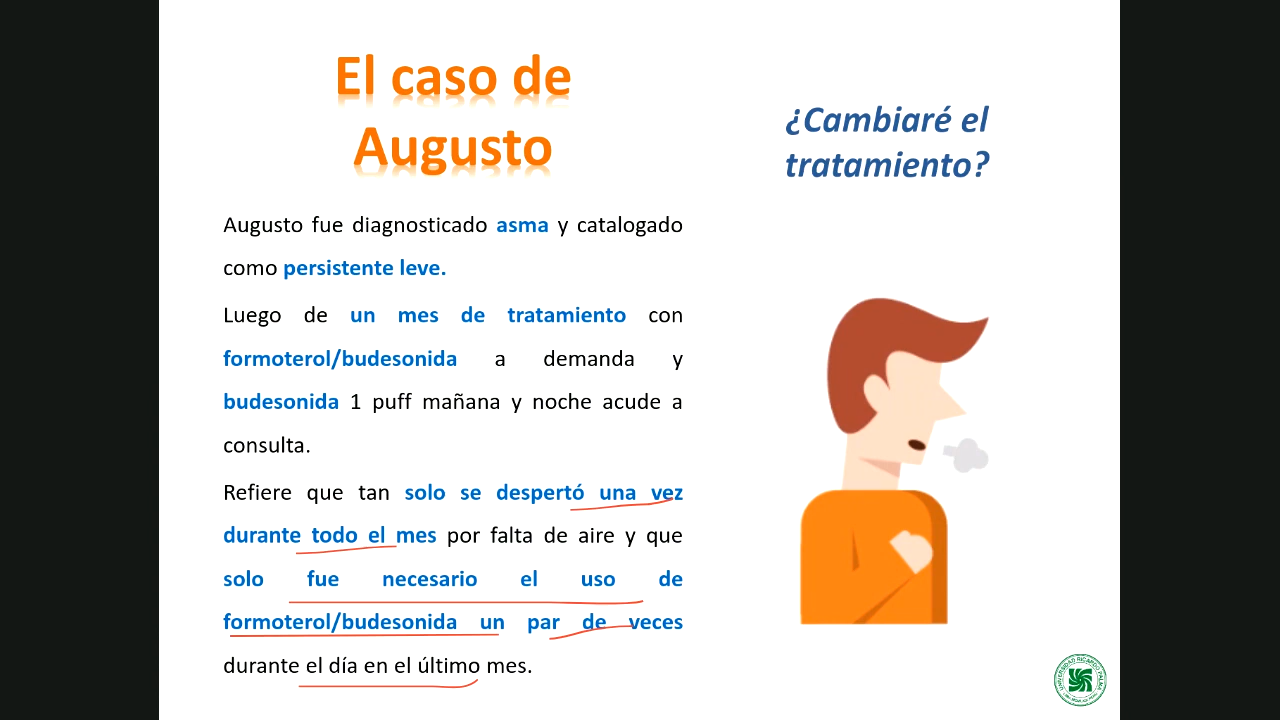 El caso de
Augusto
¿Cambiaré el
tratamiento?
Augusto fue diagnosticado asma y catalogado
como persistente leve.
Luego de un mes de tratamiento con
formoterol/budesonida a demanda y
budesonida 1 puff mañana y noche acude a
consulta.
Refiere que tan solo se despertó una vez
durante todo el mes por falta de aire y que
solo fue necesario el uso de
formoterol/budesonida un par de veces
durante el día en el último mes.
UNIVERSIDAD RICARDO PALMA